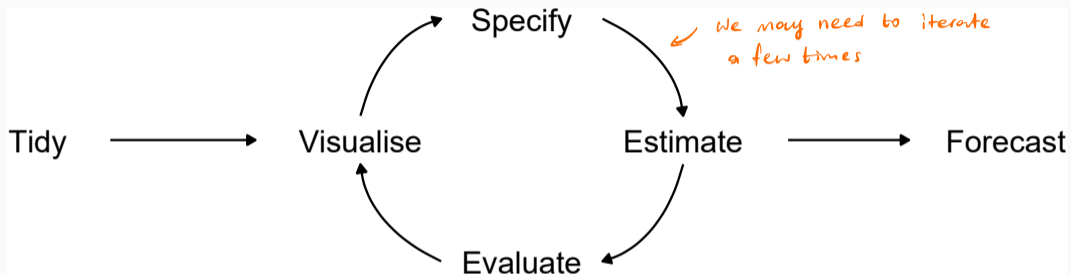 Specify
we may need to iterate
a few times
Tidy
Visualise
Estimate
Forecast
Evaluate